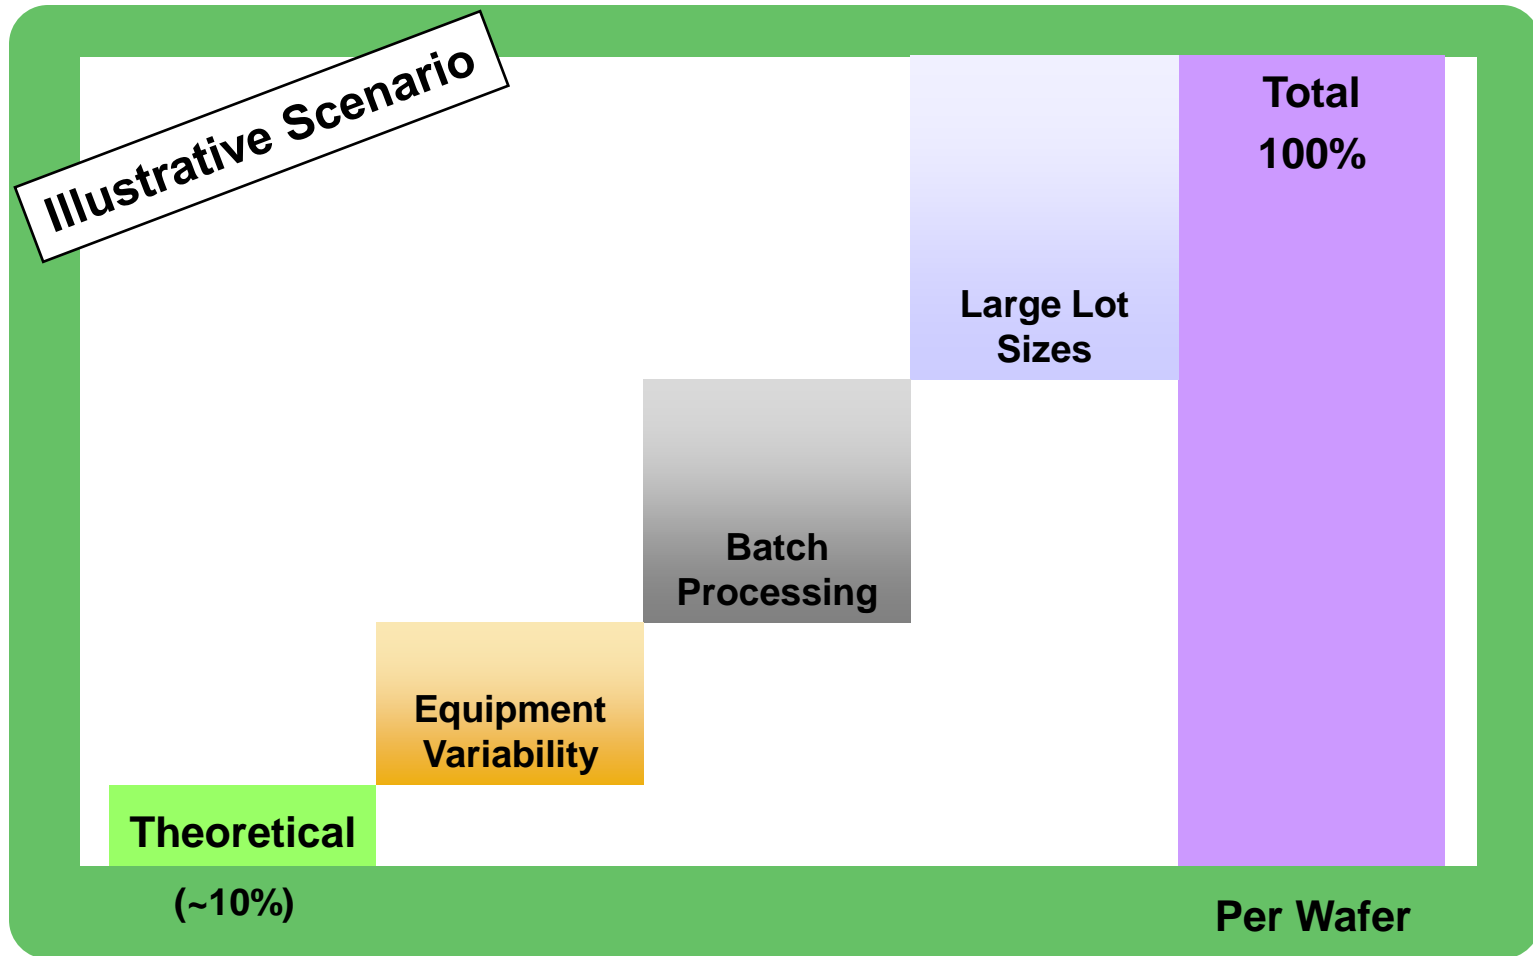 Illustrative Scenario
Total
100%
Large Lot
Sizes
Batch
Processing
Equipment
Variability
Theoretical
(~10%)
Per Wafer